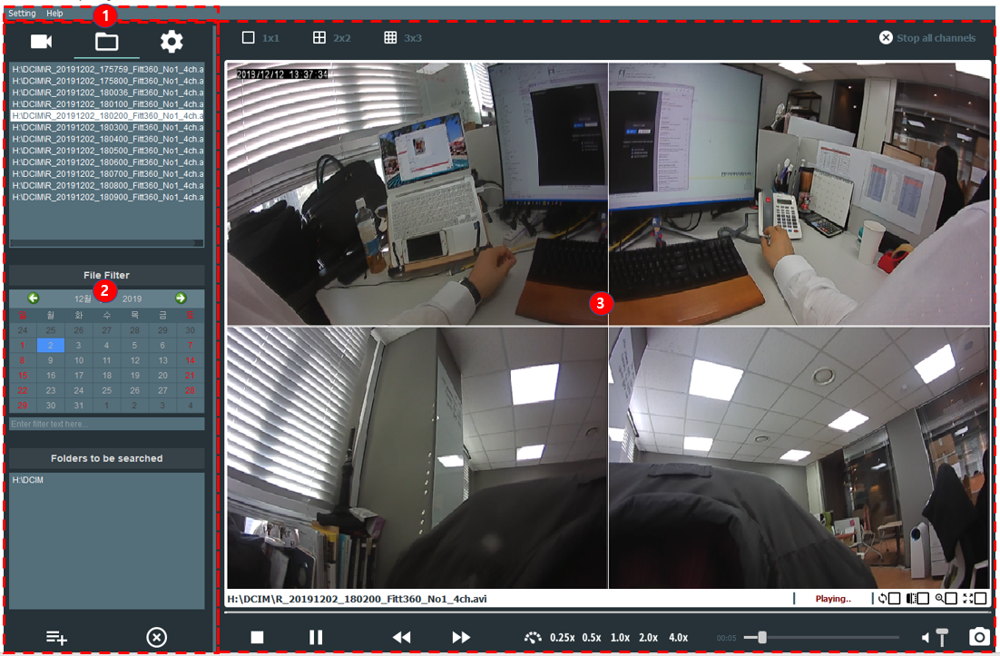 Setting Help
1
1x1 2x2 3x3 Stop all channels
H:\DCIM\R_20191202_175759_Fitt360_No1_4ch.a
H:\DCIM\R_20191202_175800_Fitt360_No1_4ch.a
H:\DCIM\R_20191202_180036_Fitt360_No1_4ch.a
H:\DCIM\R_20191202_180100_Fitt360_No1_4ch.a
H:\DCIM\R_20191202_180200_Fitt360_No1_4ch.a
H:\DCIM\R_20191202_180300_Fitt360_No1_4ch.a
H:\DCIM\R_20191202_180400_Fitt360_No1_4ch.a
H:\DCIM\R_20191202_180500_Fitt360_No1_4ch.a
H:\DCIM\R_20191202_180600_Fitt360_No1_4ch.a
H:\DCIM\R_20191202_180700_Fitt360_No1_4ch.a
H:\DCIM\R_20191202_180800_Fitt360_No1_4ch.a
H:\DCIM\R_20191202_180900_Fitt360_No1_4ch.a
File Filter
2
12월 2019
일 월 화 수 목 금 토
24 25 26 27 28 29 30
1 2 3 4 5 6 7
8 9 10 11 12 13 14
15 16 17 18 19 20 21
22 23 24 25 26 27 28
29 30 31 1 2 3 4
Enter filter text here...
Folders to be searched
H:\DCIM
2019/12/12 13:37:34
3
H:\DCIM\R_20191202_180200_Fitt360_No1_4ch.avi
Playing..
0.25x 0.5x 1.0x 2.0x 4.0x
00:05